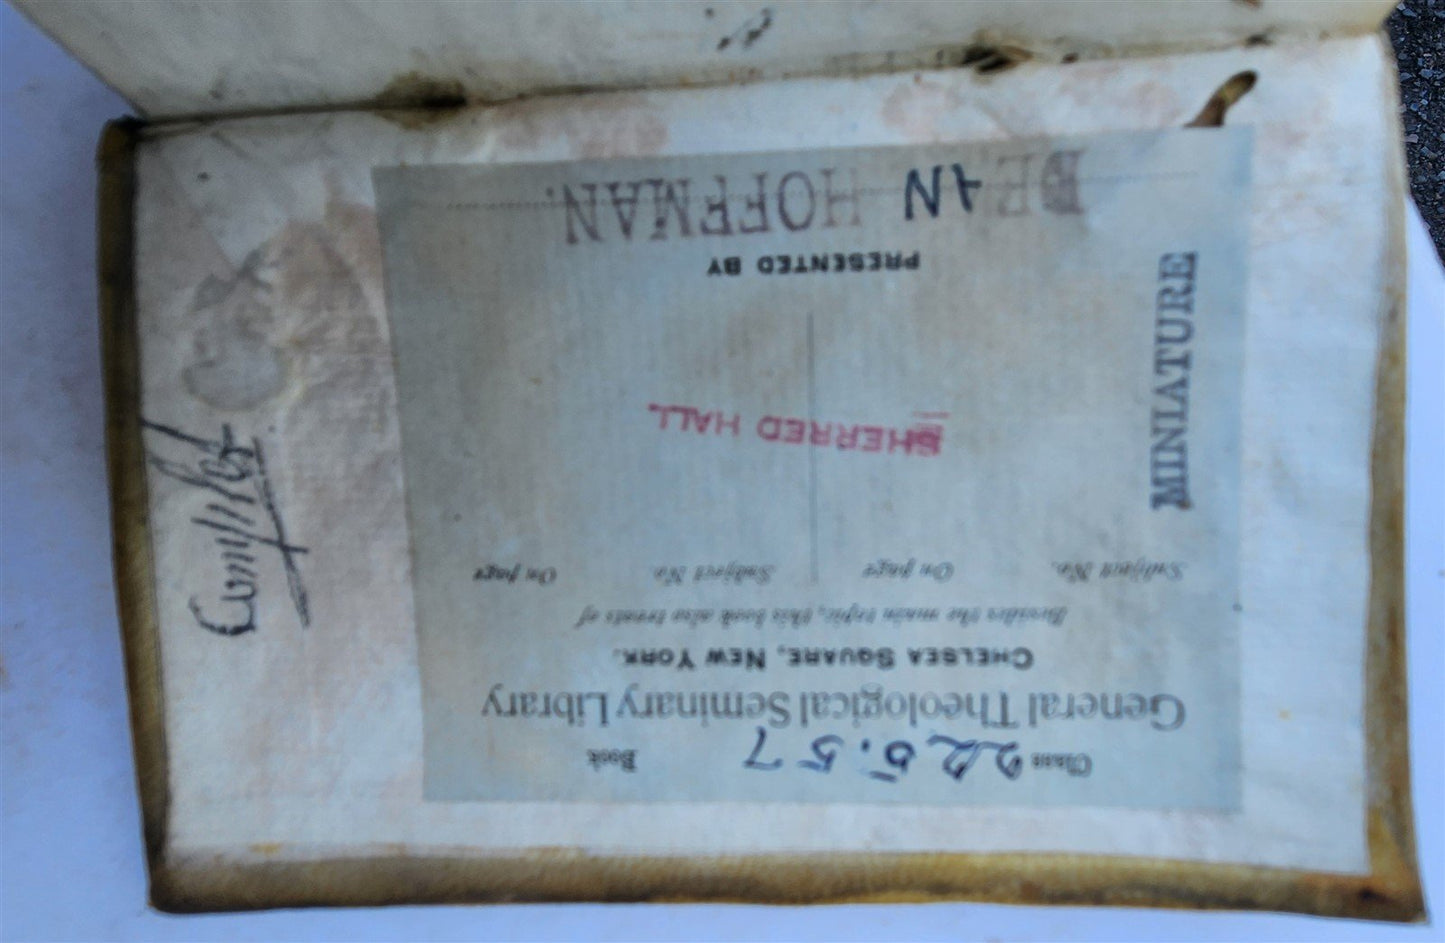 Class 225.57 Book
General Theological Seminary Library
CHELSEA SQUARE, NEW YORK.
Besides the main topic, this book also treats of
Subject No. On page Subject No. On page
SHERRED HALL
MINIATURE
PRESENTED BY
DEAN HOFFMAN.